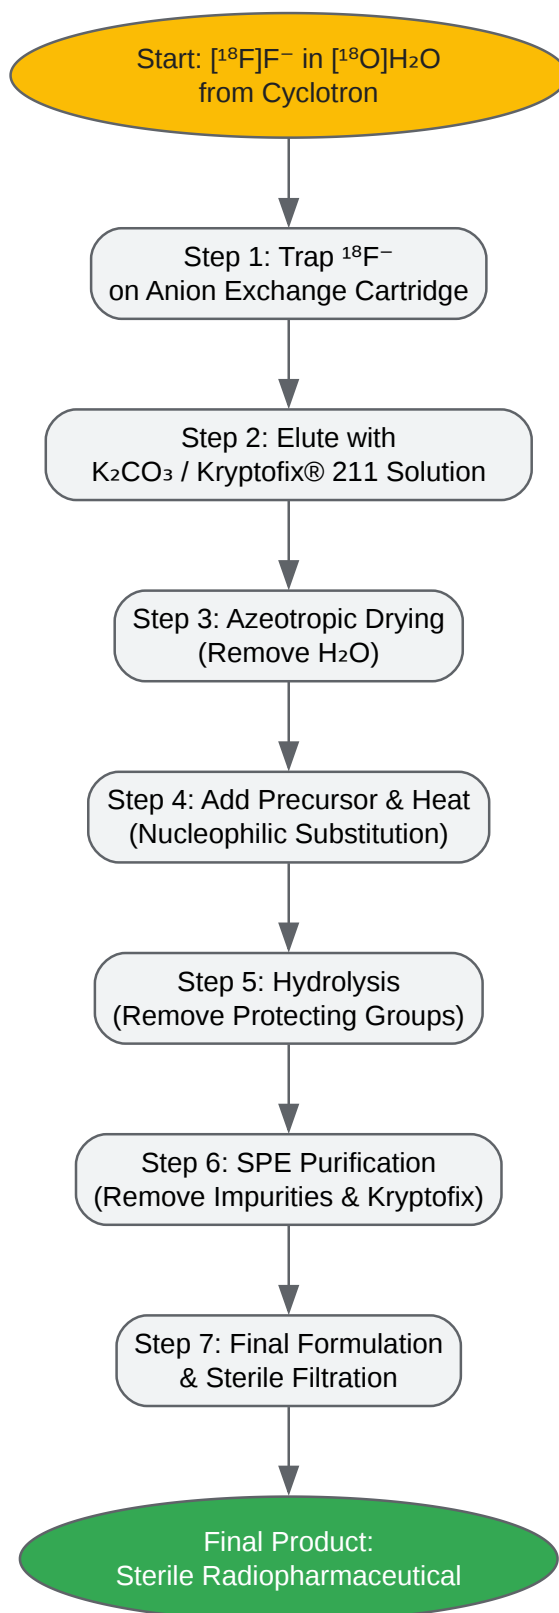 Start: [¹⁸F]F⁻ in [¹⁸O]H₂O
from Cyclotron
Step 1: Trap ¹⁸F⁻
on Anion Exchange Cartridge
Step 2: Elute with
K₂CO₃ / Kryptofix® 211 Solution
Step 3: Azeotropic Drying
(Remove H₂O)
Step 4: Add Precursor & Heat
(Nucleophilic Substitution)
Step 5: Hydrolysis
(Remove Protecting Groups)
Step 6: SPE Purification
(Remove Impurities & Kryptofix)
Step 7: Final Formulation
& Sterile Filtration
Final Product:
Sterile Radiopharmaceutical